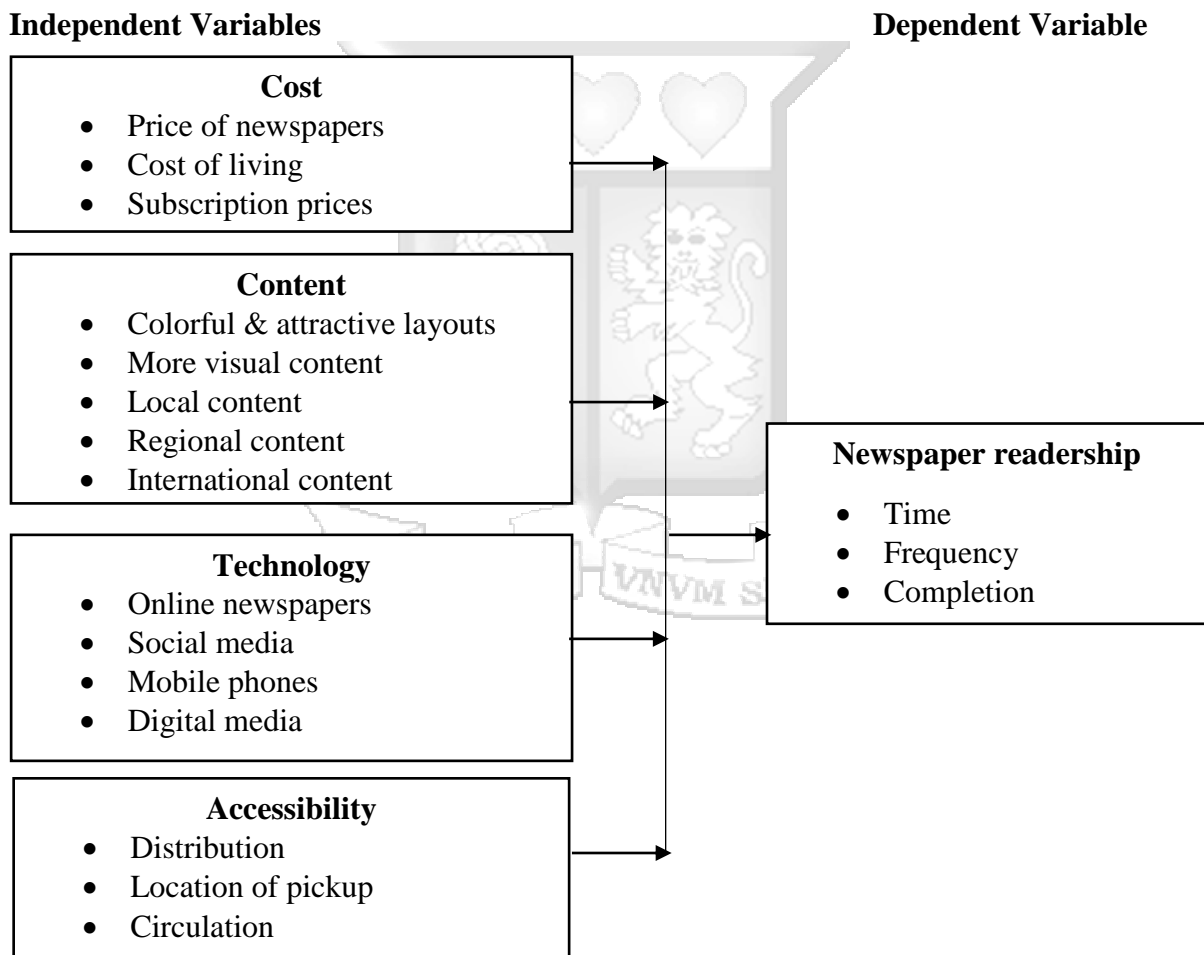 Independent Variables
Dependent Variable
Cost
• Price of newspapers
• Cost of living
• Subscription prices
Content
• Colorful & attractive layouts
• More visual content
• Local content
• Regional content
• International content
Newspaper readership
• Time
• Frequency
• Completion
Technology
• Online newspapers
• Social media
• Mobile phones
• Digital media
VNVM
Accessibility
• Distribution
• Location of pickup
• Circulation